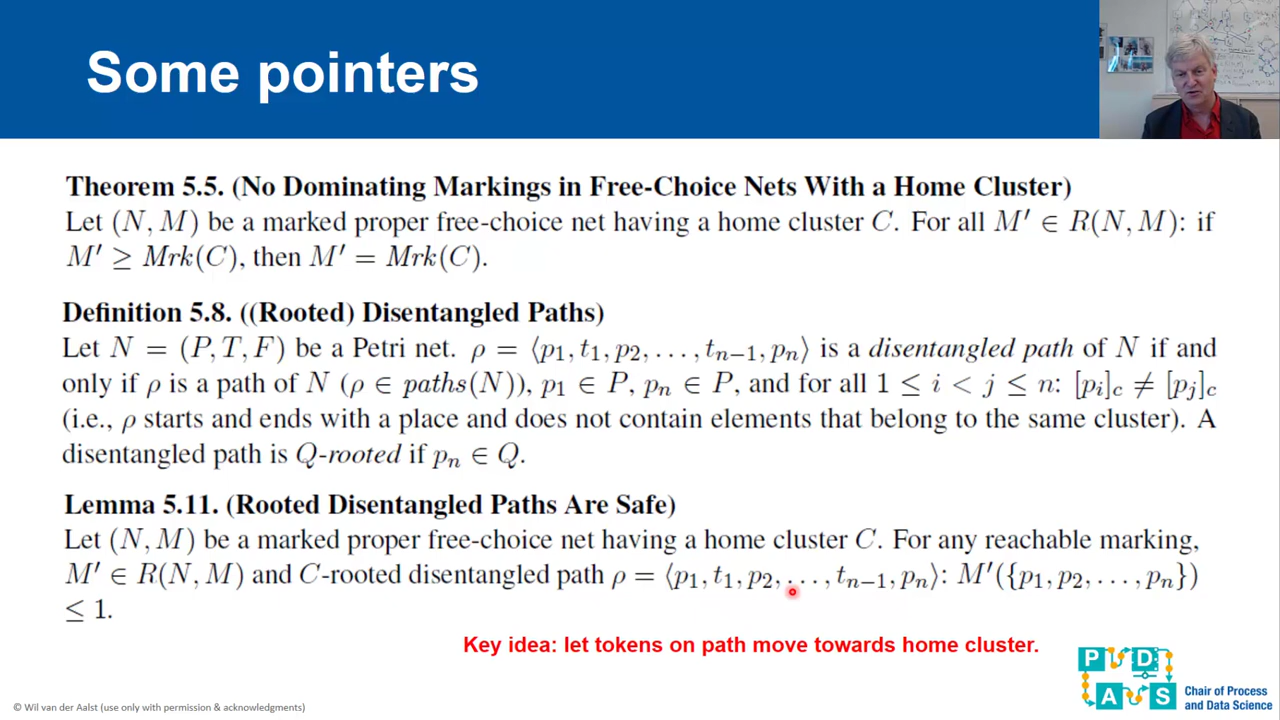 Some pointers
Theorem 5.5. (No Dominating Markings in Free-Choice Nets With a Home Cluster)
Let (N, M) be a marked proper free-choice net having a home cluster C. For all M′ ∈ R(N, M): if
M′ ≥ Mrk(C), then M′ = Mrk(C).
Definition 5.8. ((Rooted) Disentangled Paths)
Let N = (P, T, F) be a Petri net. ρ = ⟨p₁, t₁, p₂, . . . , tₙ₋₁, pₙ⟩ is a disentangled path of N if and
only if ρ is a path of N (ρ ∈ paths(N)), p₁ ∈ P, pₙ ∈ P, and for all 1 ≤ i < j ≤ n: [pᵢ]c ≠ [pⱼ]c
(i.e., ρ starts and ends with a place and does not contain elements that belong to the same cluster). A
disentangled path is Q-rooted if pₙ ∈ Q.
Lemma 5.11. (Rooted Disentangled Paths Are Safe)
Let (N, M) be a marked proper free-choice net having a home cluster C. For any reachable marking,
M′ ∈ R(N, M) and C-rooted disentangled path ρ = ⟨p₁, t₁, p₂, . . . , tₙ₋₁, pₙ⟩: M′({p₁, p₂, . . . , pₙ})
≤ 1.
Key idea: let tokens on path move towards home cluster.
P D
A S
Chair of Process
and Data Science
© Wil van der Aalst (use only with permission & acknowledgments)